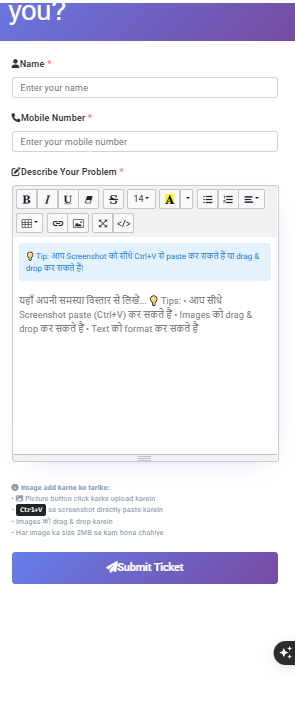 you?
Name *
Enter your name
Mobile Number *
Enter your mobile number
Describe Your Problem *
B I U S 14 A
</>
Tip: आप Screenshot को सीधे Ctrl+V से paste कर सकते हैं या drag &
drop कर सकते हैं!
यहाँ अपनी समस्या विस्तार से लिखें... 💡 Tips: • आप सीधे
Screenshot paste (Ctrl+V) कर सकते हैं • Images को drag &
drop कर सकते हैं • Text को format कर सकते हैं
Image add karne ke tarike:
• Picture button click karke upload karein
• Ctrl+V se screenshot directly paste karein
• Images को drag & drop karein
• Har image ka size 2MB se kam hona chahiye
Submit Ticket